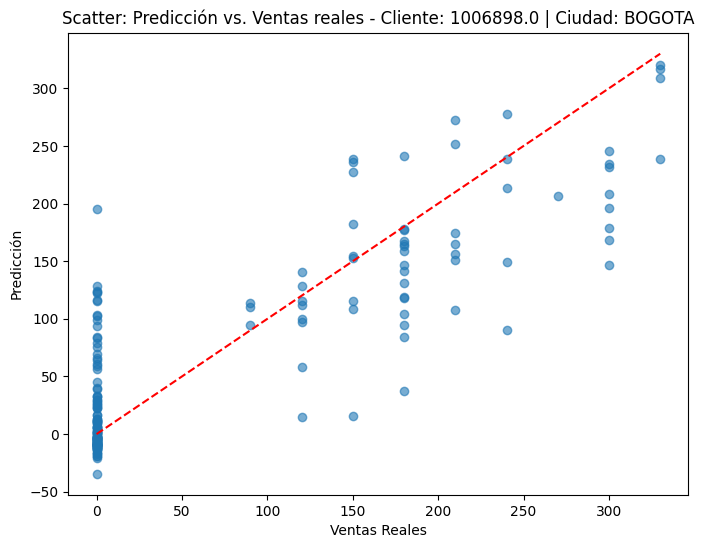 Scatter: Predicción vs. Ventas reales - Cliente: 1006898.0 | Ciudad: BOGOTA
300
250
200
150
100
50
0
−50
Predicción
0 50 100 150 200 250 300
Ventas Reales